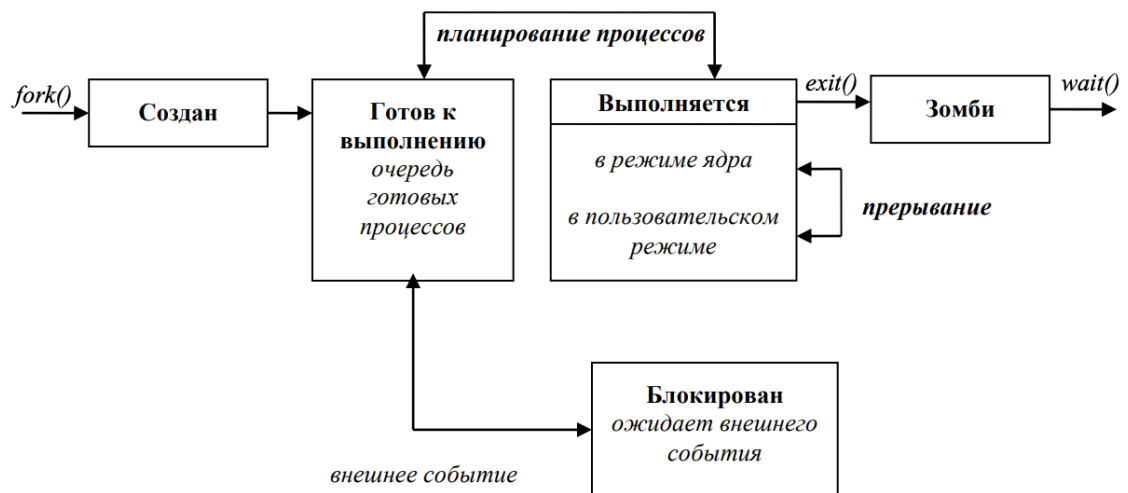 планирование процессов
fork()
Создан
Готов к
выполнению
очередь
готовых
процессов
Выполняется
в режиме ядра
в пользовательском
режиме
прерывание
exit()
Зомби
wait()
Блокирован
ожидает внешнего
события
внешнее событие